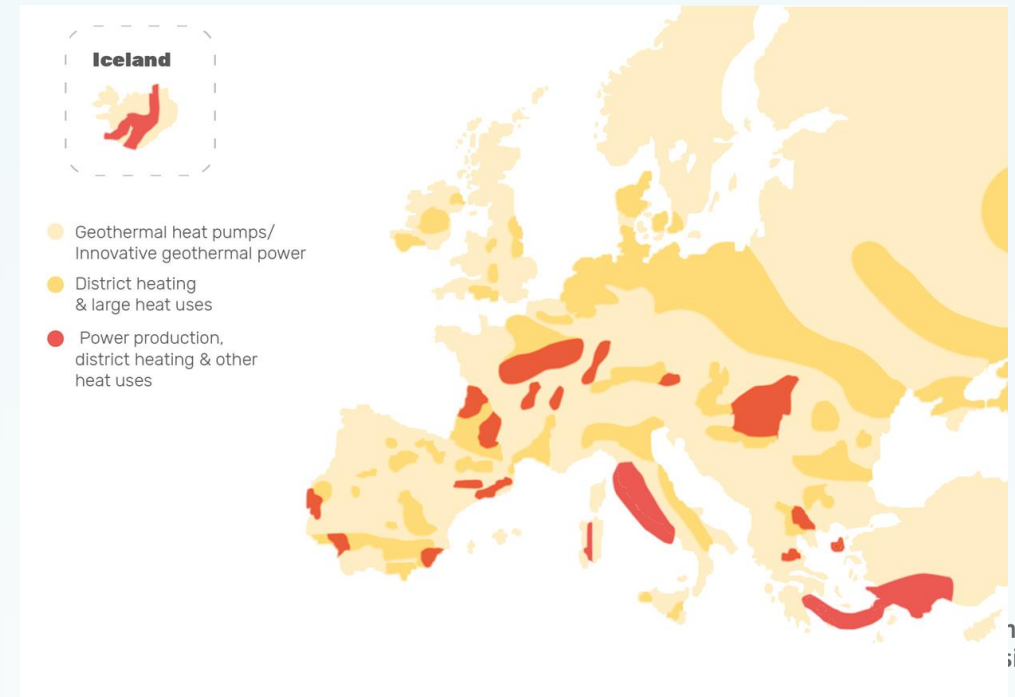 Iceland
Geothermal heat pumps/
Innovative geothermal power
District heating
& large heat uses
Power production,
district heating & other
heat uses